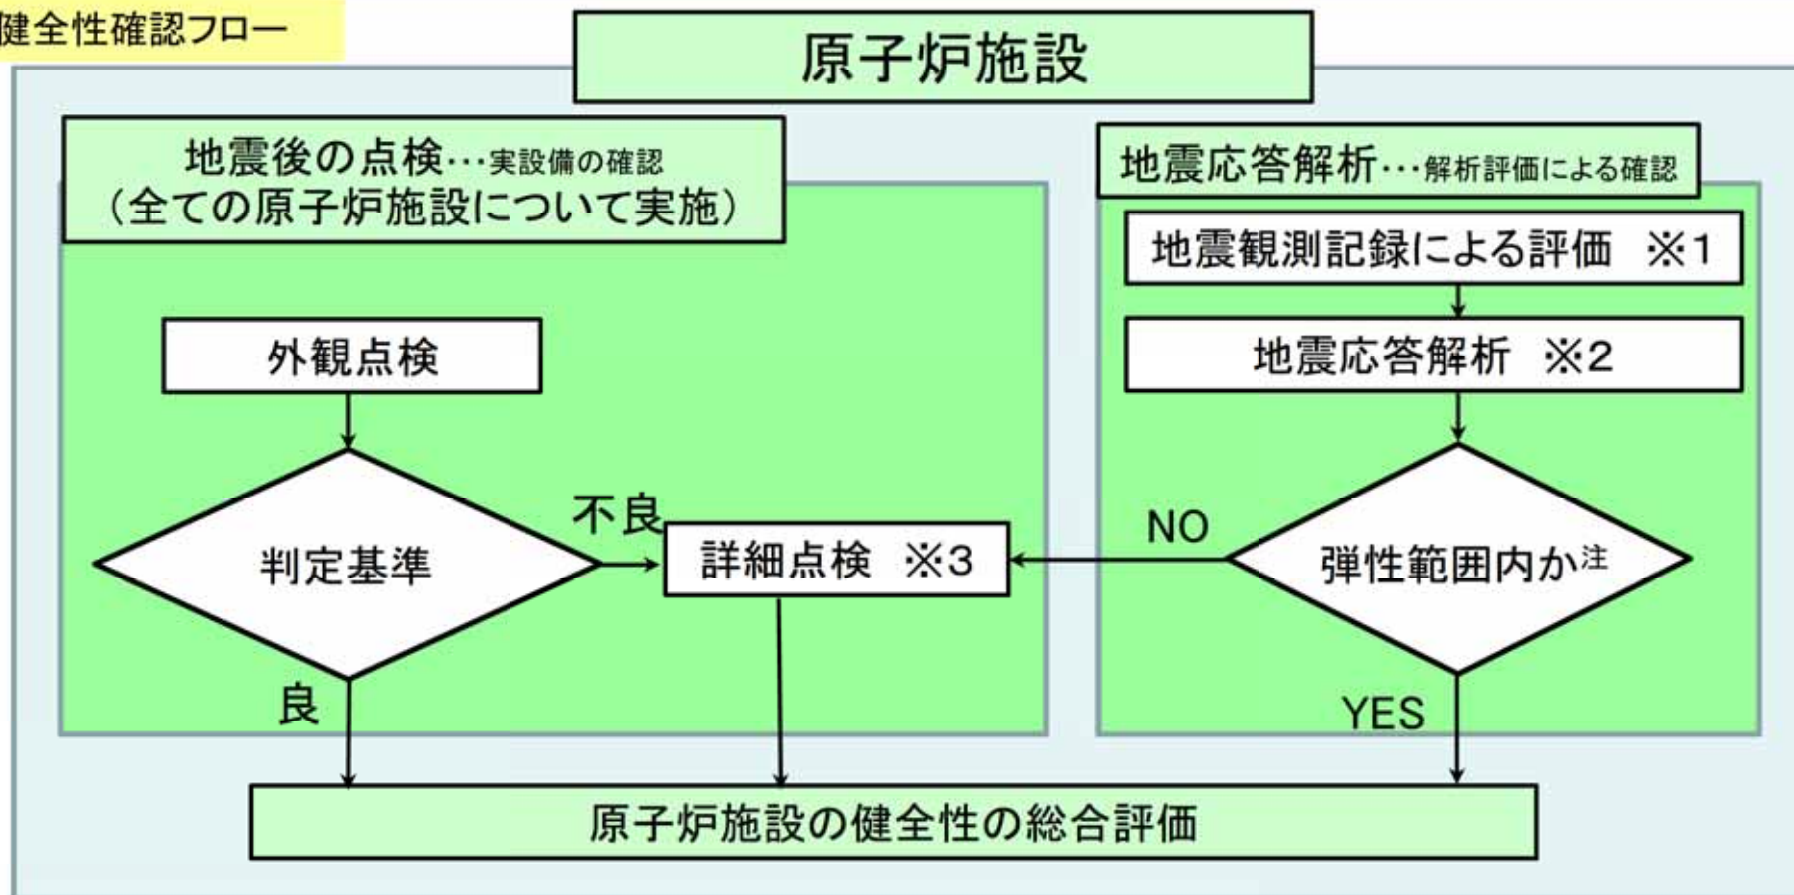 健全性確認フロー
原子炉施設
地震後の点検…実設備の確認
（全ての原子炉施設について実施）
外観点検
判定基準
不良
良
詳細点検　※3
地震応答解析…解析評価による確認
地震観測記録による評価　※1
地震応答解析　※2
弾性範囲内か注
NO
YES
原子炉施設の健全性の総合評価